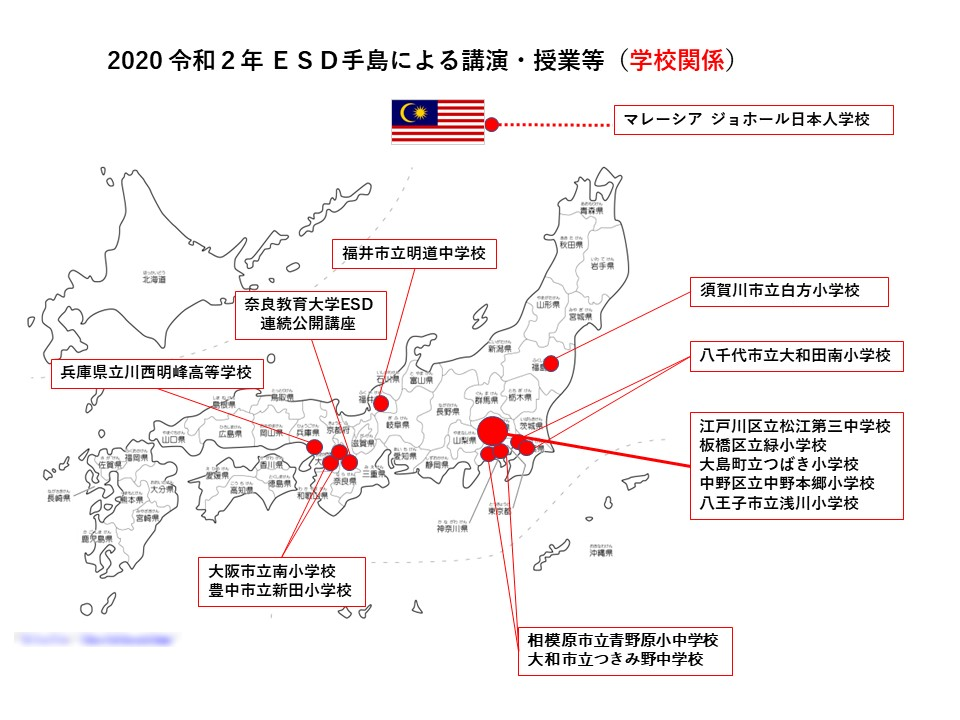 2020 令和２年 ＥＳＤ手島による講演・授業等（学校関係）
マレーシア ジョホール日本人学校
福井市立明道中学校
奈良教育大学ESD
連続公開講座
兵庫県立川西明峰高等学校
須賀川市立白方小学校
八千代市立大和田南小学校
江戸川区立松江第三中学校
板橋区立緑小学校
大島町立つばき小学校
中野区立中野本郷小学校
八王子市立浅川小学校
大阪市立南小学校
豊中市立新田小学校
相模原市立青野原小中学校
大和市立つきみ野中学校
北海道
青森県
秋田県
岩手県
山形県
宮城県
新潟県
福島
石川県
富山県
福井
栃木県
群馬県
茨城県
長野県
岐阜県
山梨県
静岡県
愛知県
鳥取県
島根県
岡山県
兵庫県
京都府
滋賀県
広島県
山口県
香川県
徳島県
愛媛県
高知県
奈良県
三重県
和歌山県
福岡県
佐賀県
長崎県
大分県
熊本県
宮崎県
鹿児島県
東京都
神奈川県
沖縄県